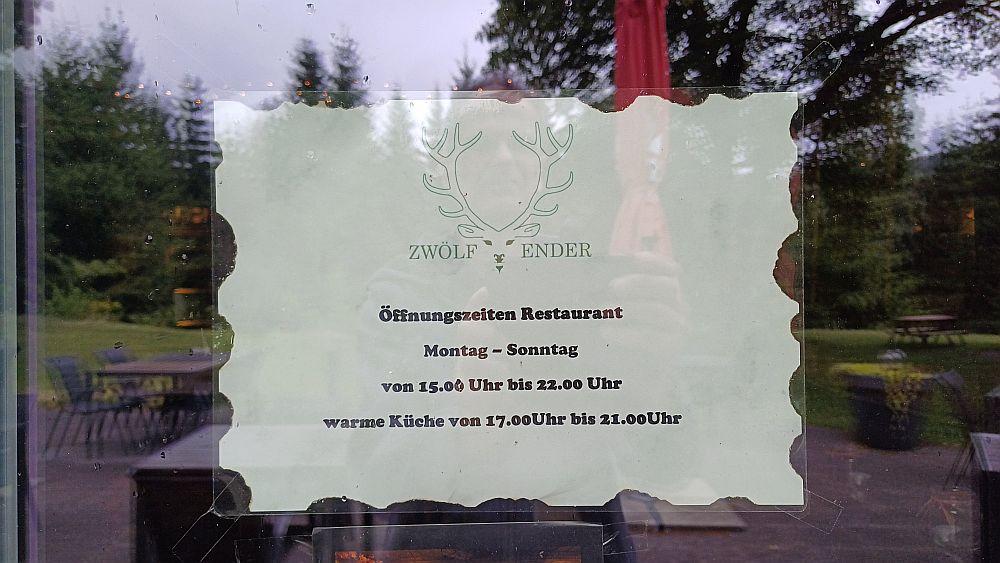 ZWÖLF ENDER
Öffnungszeiten Restaurant
Montag – Sonntag
von 15.00 Uhr bis 22.00 Uhr
warme Küche von 17.00Uhr bis 21.00Uhr